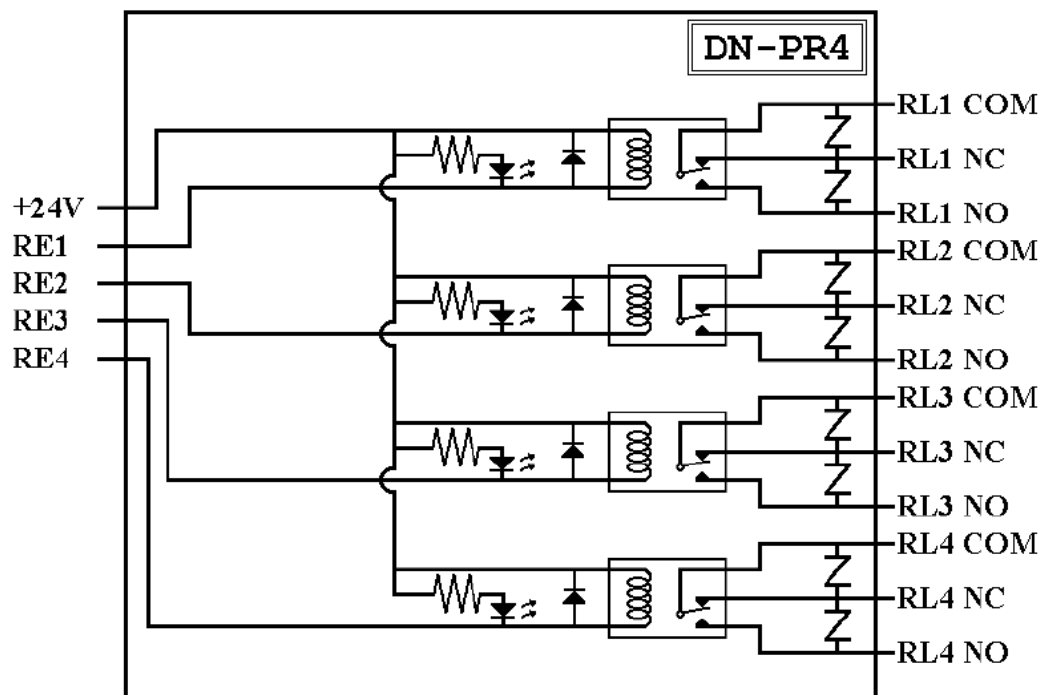 DN-PR4
+24V
RE1
RE2
RE3
RE4
RL1 COM
RL1 NC
RL1 NO
RL2 COM
RL2 NC
RL2 NO
RL3 COM
RL3 NC
RL3 NO
RL4 COM
RL4 NC
RL4 NO